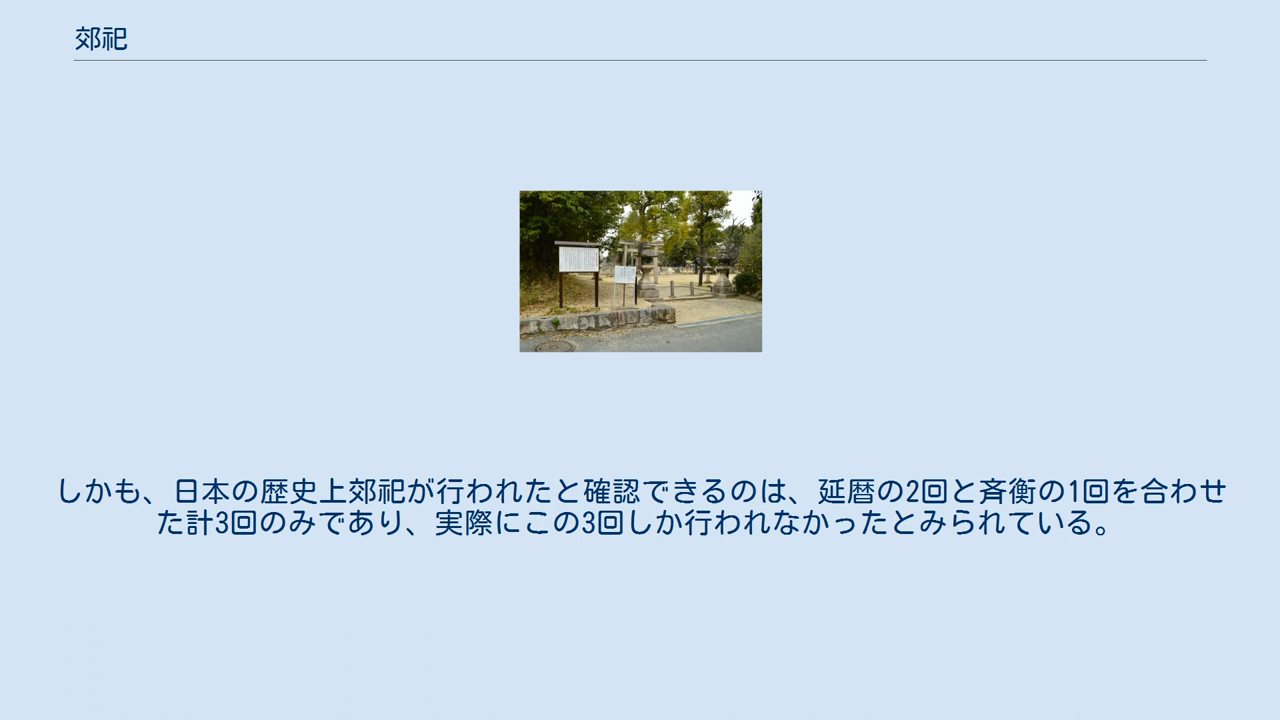 郊祀
しかも、日本の歴史上郊祀が行われたと確認できるのは、延暦の2回と斉衡の1回を合わせ
た計3回のみであり、実際にこの3回しか行われなかったとみられている。